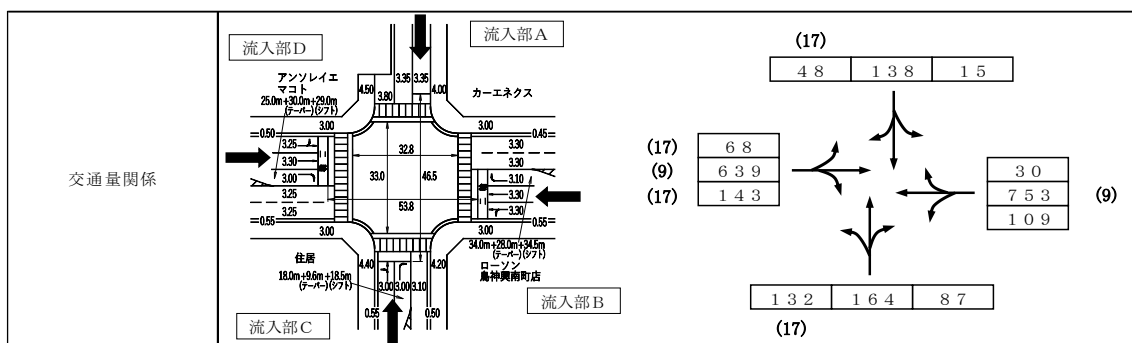 交通量関係
流入部D
流入部A
アンソレイエ
マコト
25.0m+30.0m+29.0m
(テーパー)(シフト)
カーエネクス
4.50
3.80
3.35
3.35
4.00
0.50
3.00
3.00
0.45
3.25
3.30
3.00
3.25
3.25
3.30
3.30
3.10
3.30
3.30
32.8
33.0
46.5
53.8
0.55
3.00
3.00
0.55
34.0m+28.0m+34.5m
(テーパー)(シフト)
ローソン
鳥神興南町店
住居
18.0m+9.6m+18.5m
(テーパー)(シフト)
4.40
4.20
3.00
3.00
3.10
0.55
0.50
流入部B
流入部C
(17)
48 138 15
(17) 68
(9) 639
(17) 143
30
753 (9)
109
132 164 87
(17)